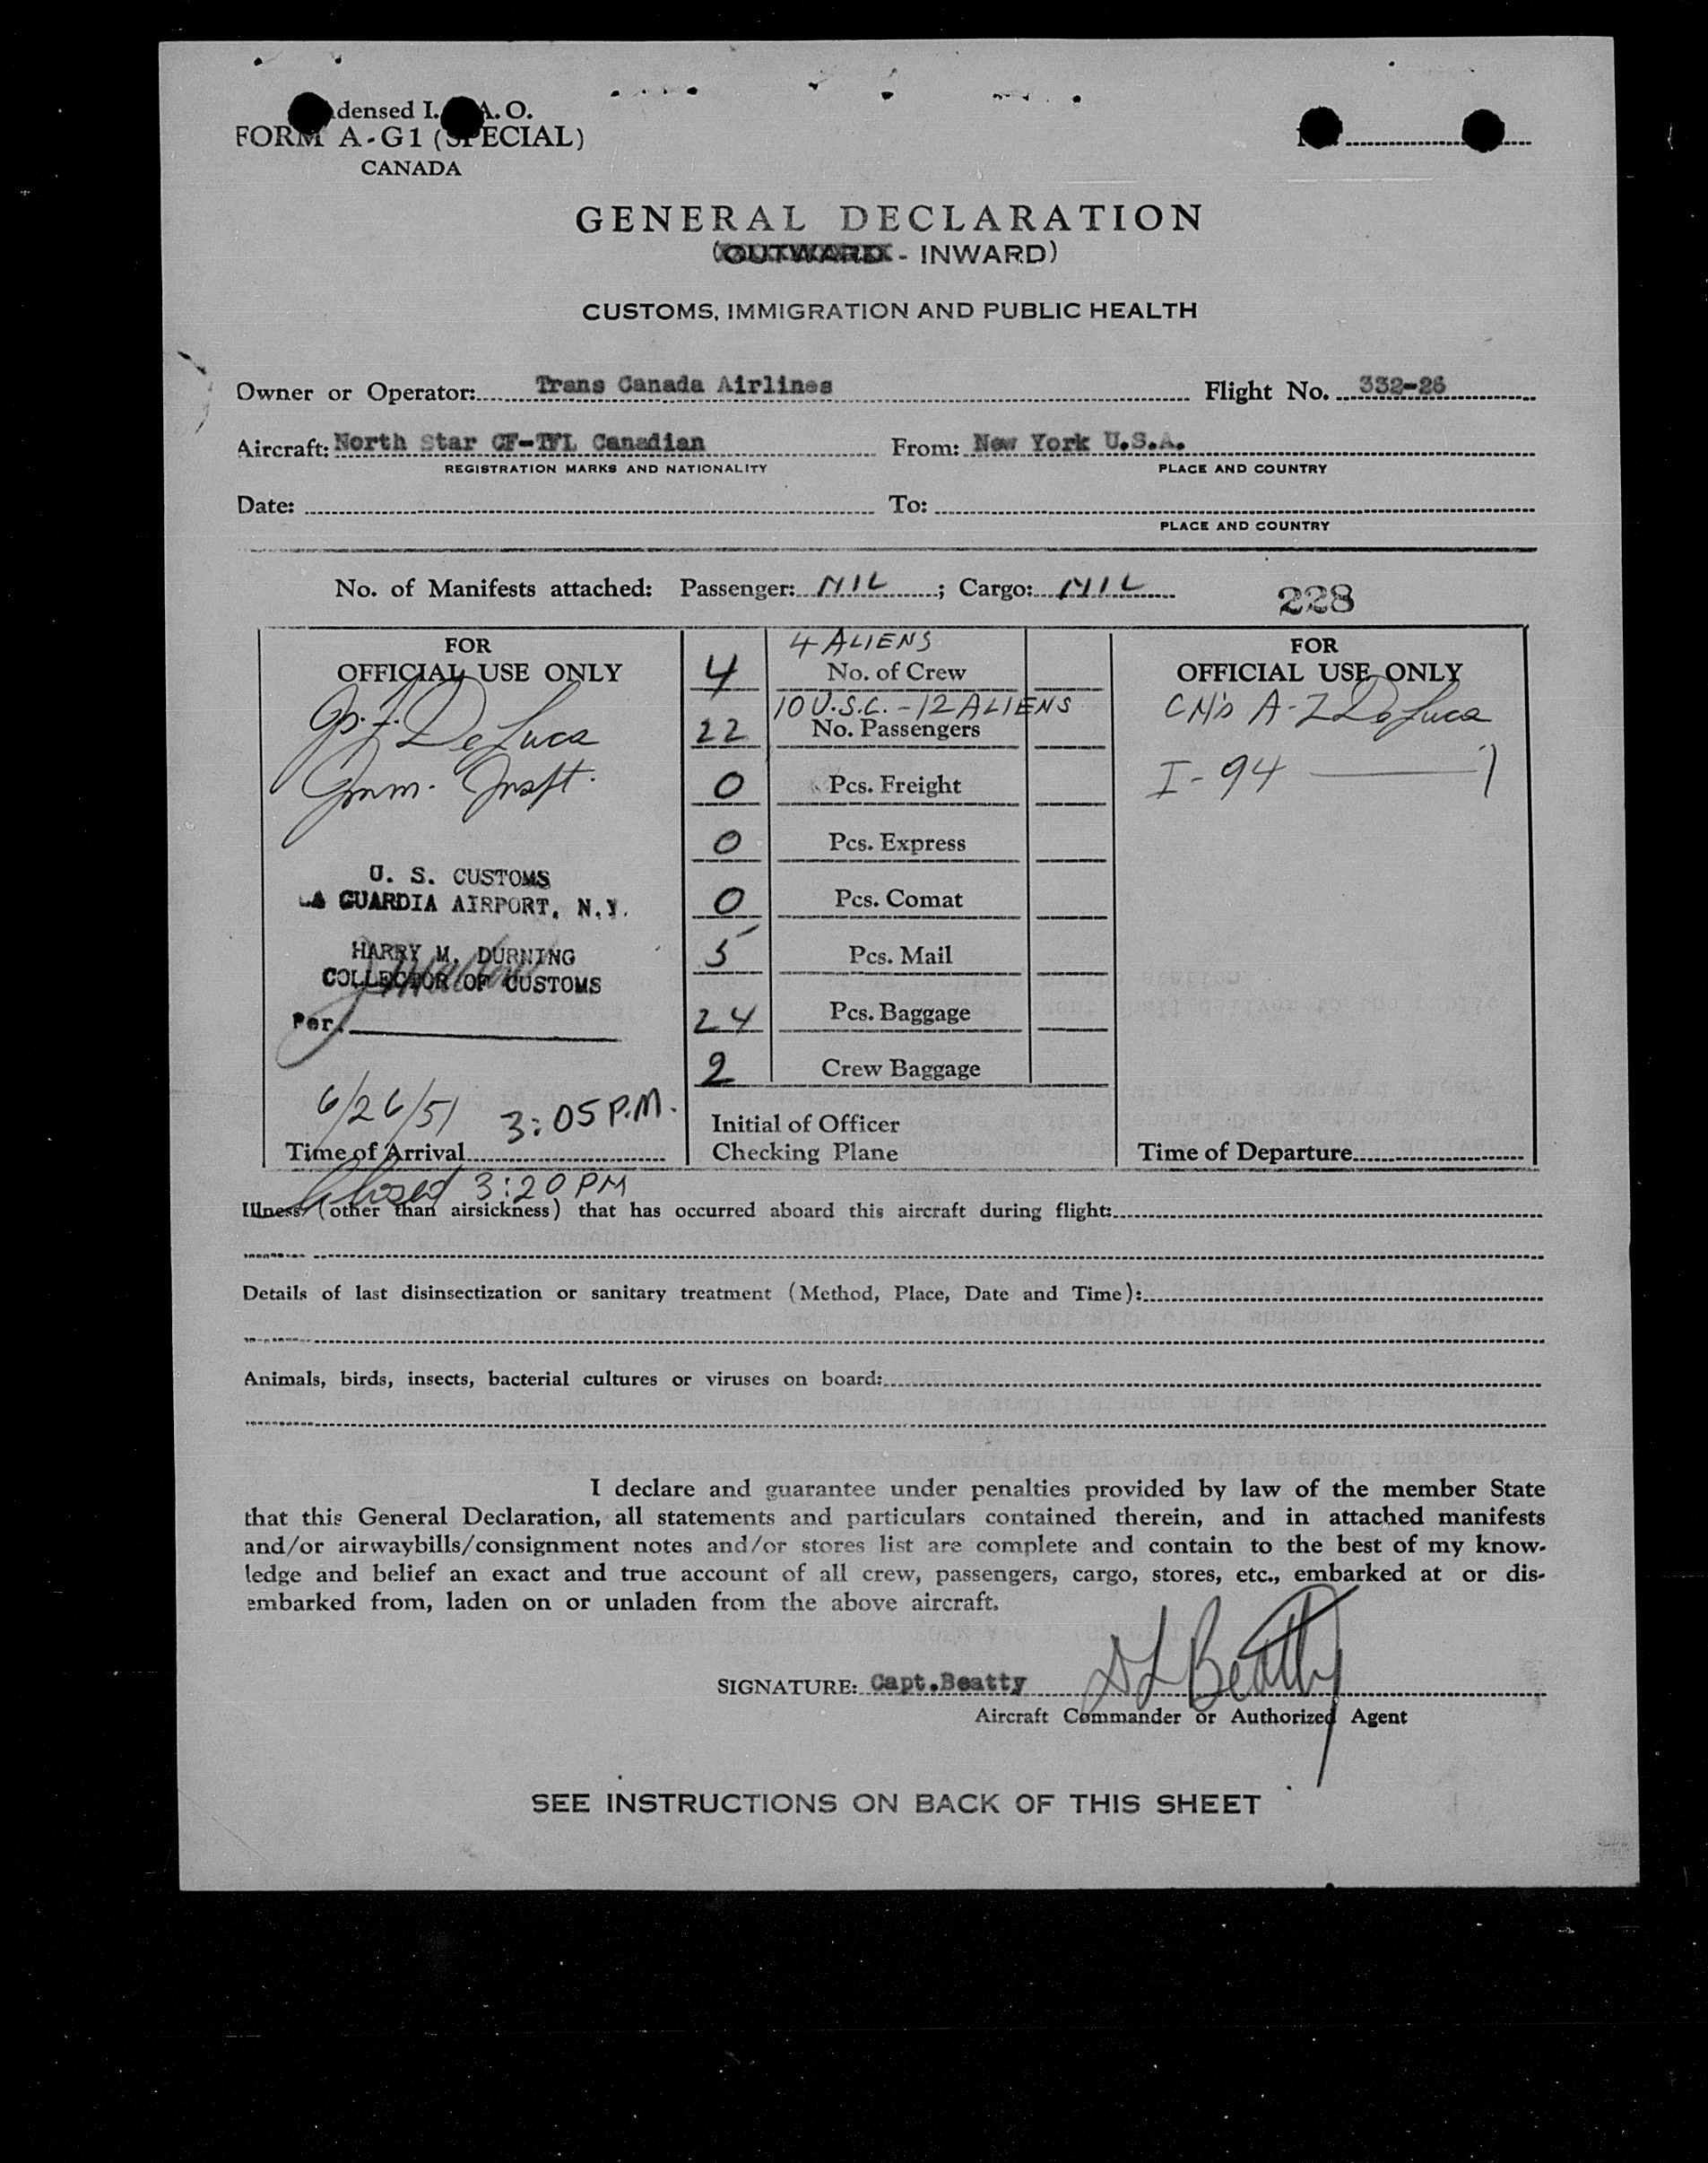 densed I. A. O.
FORM A-G1 (SPECIAL)
CANADA
GENERAL DECLARATION
(OUTWARD - INWARD)
CUSTOMS, IMMIGRATION AND PUBLIC HEALTH
Owner or Operator: Trans Canada Airlines Flight No. 332-26
Aircraft: North Star CF-TFL Canadian From: New York U.S.A.
REGISTRATION MARKS AND NATIONALITY PLACE AND COUNTRY
Date: To:
PLACE AND COUNTRY
No. of Manifests attached: Passenger: NIL ; Cargo: NIL 228
FOR
OFFICIAL USE ONLY
De Luca
Imm. Inspt.
U. S. CUSTOMS
LA GUARDIA AIRPORT, N.Y.
HARRY M. DURNING
COLLECTOR OF CUSTOMS
Per.
6/26/51 3:05 P.M.
Time of Arrival
Closed 3:20 PM
4 ALIENS
4 No. of Crew
10 U.S.C. - 12 ALIENS
22 No. Passengers
0 Pcs. Freight
0 Pcs. Express
0 Pcs. Comat
5 Pcs. Mail
24 Pcs. Baggage
2 Crew Baggage
Initial of Officer
Checking Plane
FOR
OFFICIAL USE ONLY
A-Z DeLuca
I-94
Time of Departure
Illness (other than airsickness) that has occurred aboard this aircraft during flight:
Details of last disinsectization or sanitary treatment (Method, Place, Date and Time):
Animals, birds, insects, bacterial cultures or viruses on board:
I declare and guarantee under penalties provided by law of the member State
that this General Declaration, all statements and particulars contained therein, and in attached manifests
and/or airwaybills/consignment notes and/or stores list are complete and contain to the best of my know-
ledge and belief an exact and true account of all crew, passengers, cargo, stores, etc., embarked at or dis-
embarked from, laden on or unladen from the above aircraft.
SIGNATURE: Capt.Beatty Beatty
Aircraft Commander or Authorized Agent
SEE INSTRUCTIONS ON BACK OF THIS SHEET